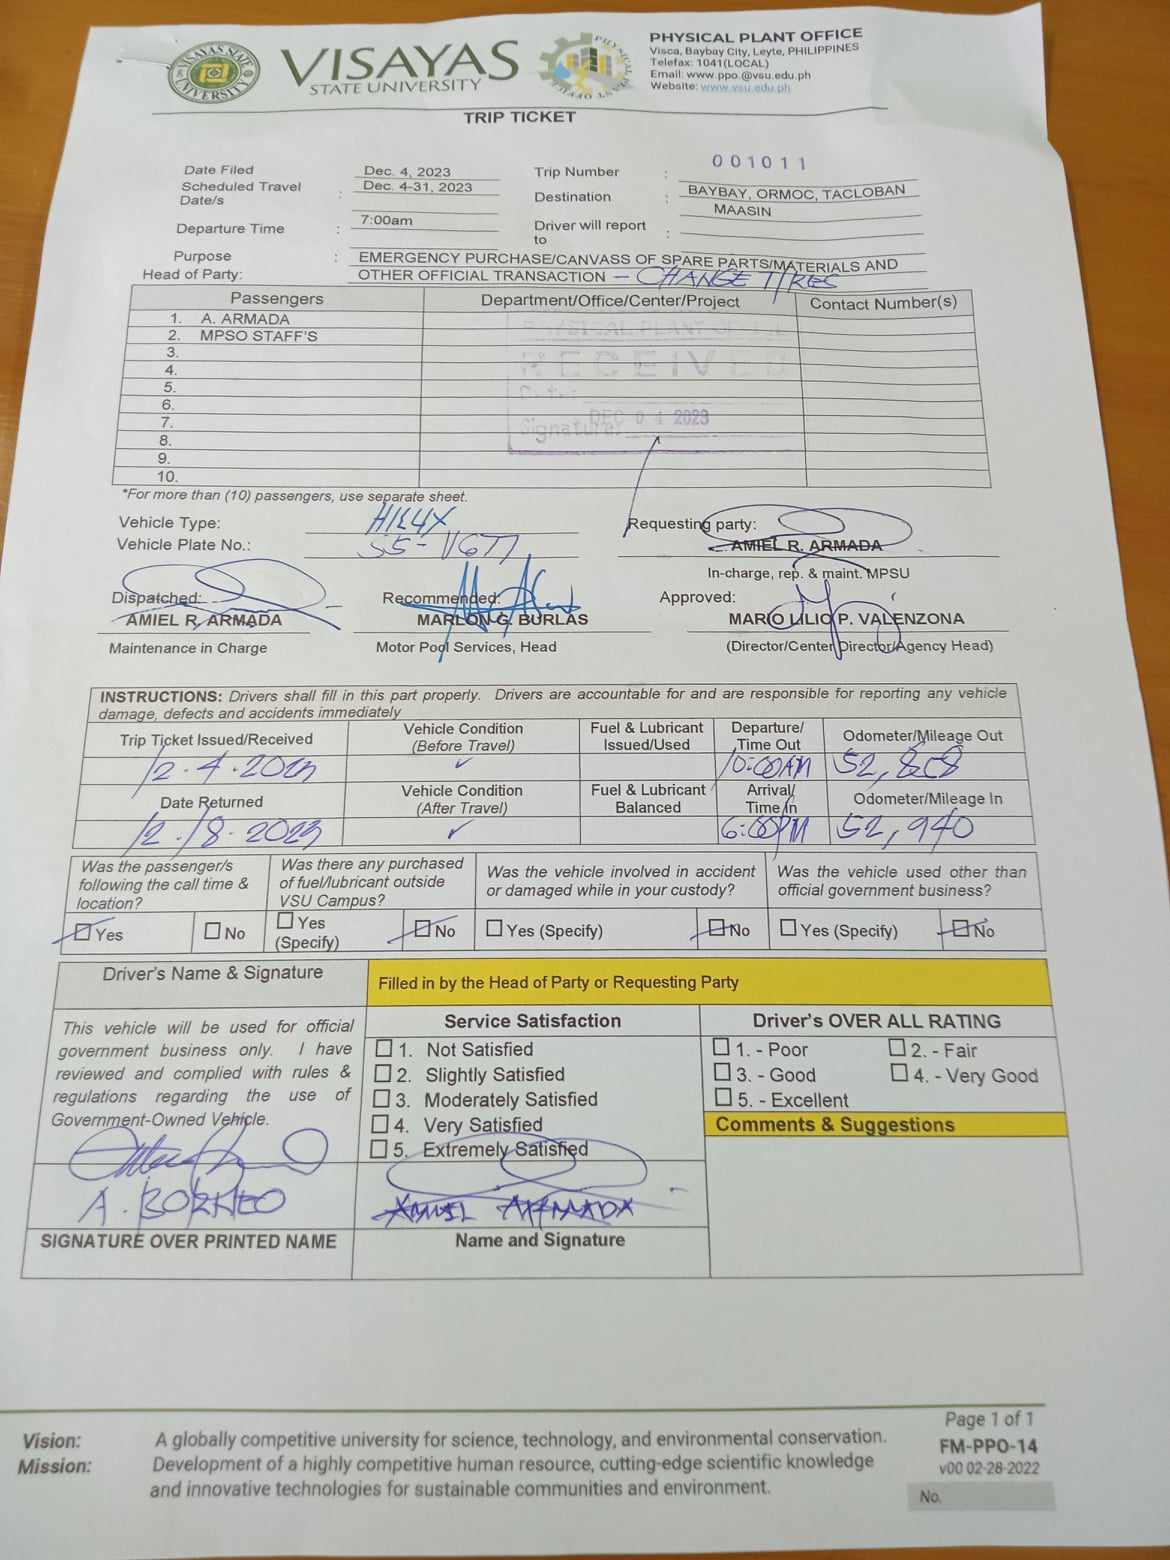 VISAYAS STATE UNIVERSITY
VISAYAS
STATE UNIVERSITY
PHYSICAL PLANT OFFICE
Visca, Baybay City, Leyte, PHILIPPINES
Telefax: 1041(LOCAL)
Email: www.ppo.@vsu.edu.ph
Website: www.vsu.edu.ph
TRIP TICKET
001011
Date Filed Dec. 4, 2023 Trip Number :
Scheduled Travel Date/s : Dec. 4-31, 2023 Destination : BAYBAY, ORMOC, TACLOBAN
MAASIN
Departure Time : 7:00am Driver will report to :
Purpose : EMERGENCY PURCHASE/CANVASS OF SPARE PARTS/MATERIALS AND
Head of Party: OTHER OFFICIAL TRANSACTION – CHANGE TIRES
Passengers Department/Office/Center/Project Contact Number(s)
1. A. ARMADA
2. MPSO STAFF'S
3.
4.
5.
6.
7.
8.
9.
10.
PHYSICAL PLANT OFFICE
RECEIVED
Date:
DEC 04 2023
Signature:
*For more than (10) passengers, use separate sheet.
Vehicle Type: HILUX
Requesting party:
Vehicle Plate No.:
AMIEL R. ARMADA
In-charge, rep. & maint. MPSU
Dispatched: Recommended: Approved:
AMIEL R. ARMADA MARLON G. BURLAS MARIO LILIO P. VALENZONA
Maintenance in Charge Motor Pool Services, Head (Director/Center Director/Agency Head)
INSTRUCTIONS: Drivers shall fill in this part properly. Drivers are accountable for and are responsible for reporting any vehicle
damage, defects and accidents immediately
Trip Ticket Issued/Received Vehicle Condition (Before Travel) Fuel & Lubricant Issued/Used Departure/ Time Out Odometer/Mileage Out
12-4-2023 ✓ 10:00AM
Date Returned Vehicle Condition (After Travel) Fuel & Lubricant Balanced Arrival/ Time In Odometer/Mileage In
✓ 6:00PM 52,940
Was the passenger/s following the call time & location?
Was there any purchased of fuel/lubricant outside VSU Campus?
Was the vehicle involved in accident or damaged while in your custody?
Was the vehicle used other than official government business?
Yes No Yes (Specify) No Yes (Specify) No Yes (Specify) No
Driver's Name & Signature
Filled in by the Head of Party or Requesting Party
This vehicle will be used for official
government business only. I have
reviewed and complied with rules &
regulations regarding the use of
Government-Owned Vehicle.
A. BORNEO
SIGNATURE OVER PRINTED NAME
Service Satisfaction
1. Not Satisfied
2. Slightly Satisfied
3. Moderately Satisfied
4. Very Satisfied
5. Extremely Satisfied
AMIEL ARMADA
Name and Signature
Driver's OVER ALL RATING
1. - Poor 2. - Fair
3. - Good 4. - Very Good
5. - Excellent
Comments & Suggestions
Vision: A globally competitive university for science, technology, and environmental conservation.
Mission: Development of a highly competitive human resource, cutting-edge scientific knowledge
and innovative technologies for sustainable communities and environment.
Page 1 of 1
FM-PPO-14
v00 02-28-2022
No.